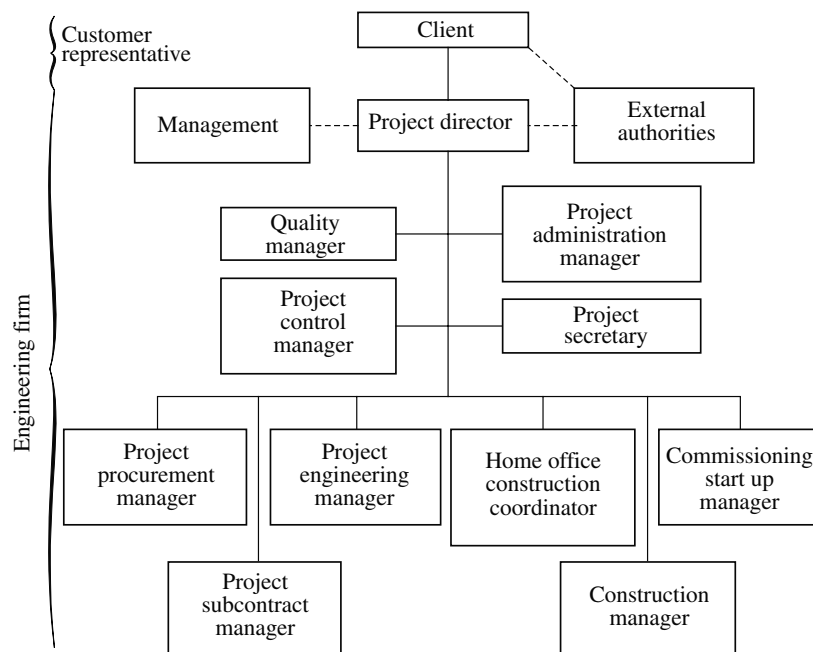 Customer
representative
Client
Management
Project director
External
authorities
Quality
manager
Project
administration
manager
Project
control
manager
Project
secretary
Engineering firm
Project
procurement
manager
Project
engineering
manager
Home office
construction
coordinator
Commissioning
start up
manager
Project
subcontract
manager
Construction
manager